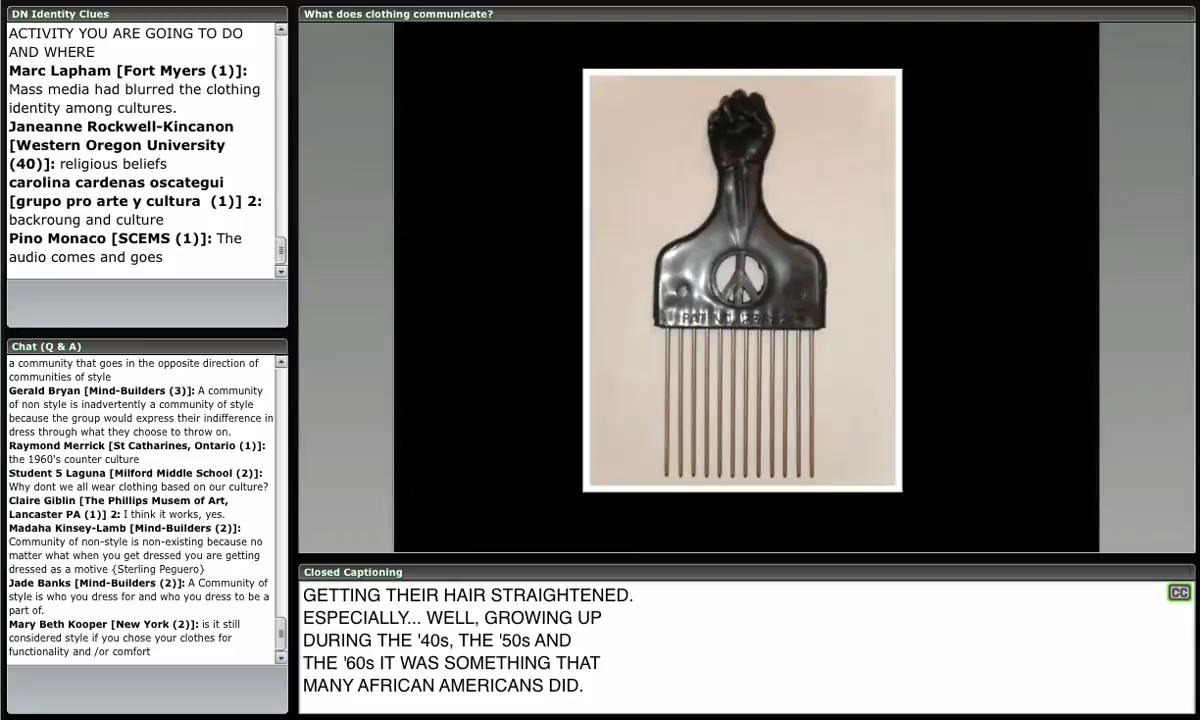 DN Identity Clues
ACTIVITY YOU ARE GOING TO DO
AND WHERE
Marc Lapham [Fort Myers (1)]:
Mass media had blurred the clothing
identity among cultures.
Janeanne Rockwell-Kincanon
[Western Oregon University
(40)]: religious beliefs
carolina cardenas oscategui
[grupo pro arte y cultura (1)] 2:
backroung and culture
Pino Monaco [SCEMS (1)]: The
audio comes and goes
Chat (Q & A)
a community that goes in the opposite direction of
communities of style
Gerald Bryan [Mind-Builders (3)]: A community
of non style is inadvertently a community of style
because the group would express their indifference in
dress through what they choose to throw on.
Raymond Merrick [St Catharines, Ontario (1)]:
the 1960's counter culture
Student 5 Laguna [Milford Middle School (2)]:
Why dont we all wear clothing based on our culture?
Claire Giblin [The Phillips Musem of Art,
Lancaster PA (1)] 2: I think it works, yes.
Madaha Kinsey-Lamb [Mind-Builders (2)]:
Community of non-style is non-existing because no
matter what when you get dressed you are getting
dressed as a motive {Sterling Peguero}
Jade Banks [Mind-Builders (2)]: A Community of
style is who you dress for and who you dress to be a
part of.
Mary Beth Kooper [New York (2)]: is it still
considered style if you chose your clothes for
functionality and /or comfort
What does clothing communicate?
PAT NO
Closed Captioning
CC
GETTING THEIR HAIR STRAIGHTENED.
ESPECIALLY... WELL, GROWING UP
DURING THE '40s, THE '50s AND
THE '60s IT WAS SOMETHING THAT
MANY AFRICAN AMERICANS DID.